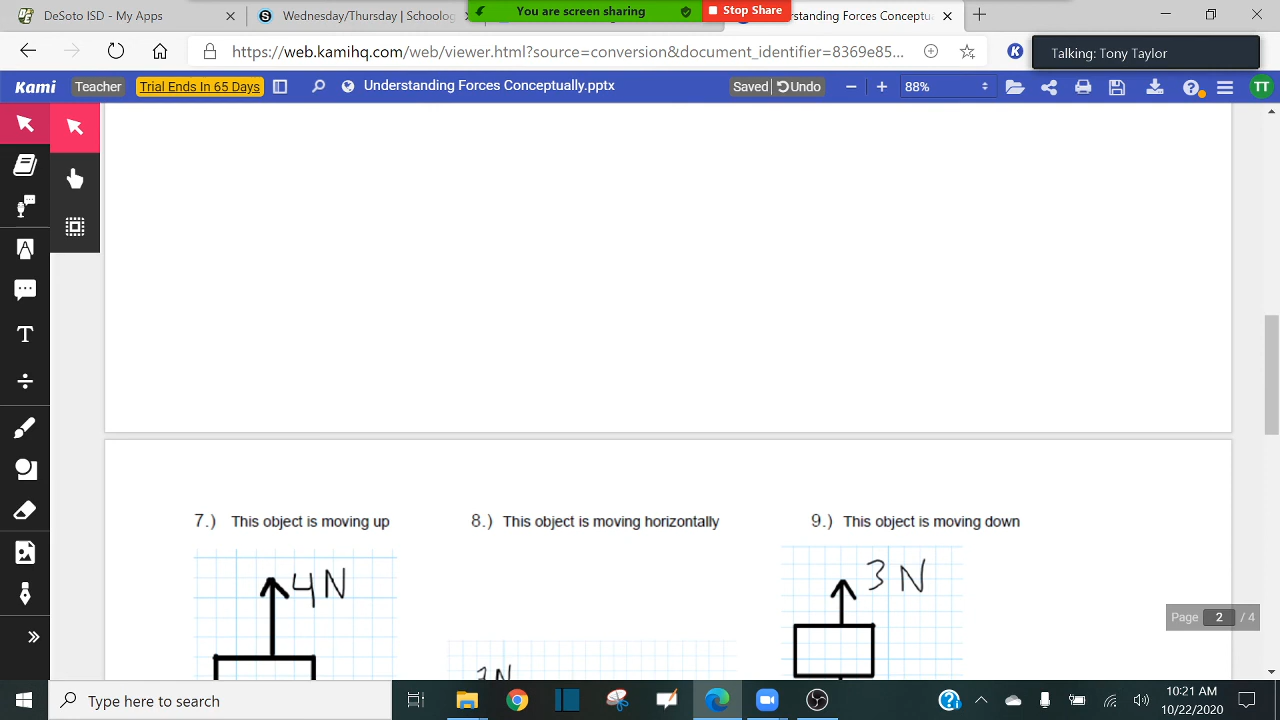 DeSoto ISD - My Apps
Wednesday/Thursday | Schoolog
You are screen sharing
Stop Share
Understanding Forces Conceptu
https://web.kamihq.com/web/viewer.html?source=conversion&document_identifier=8369e85...
Talking: Tony Taylor
Kami
Teacher
Trial Ends In 65 Days
Understanding Forces Conceptually.pptx
Saved
Undo
88%
TT
7.) This object is moving up
8.) This object is moving horizontally
9.) This object is moving down
4N
3 N
Page 2 / 4
Type here to search
10:21 AM
10/22/2020